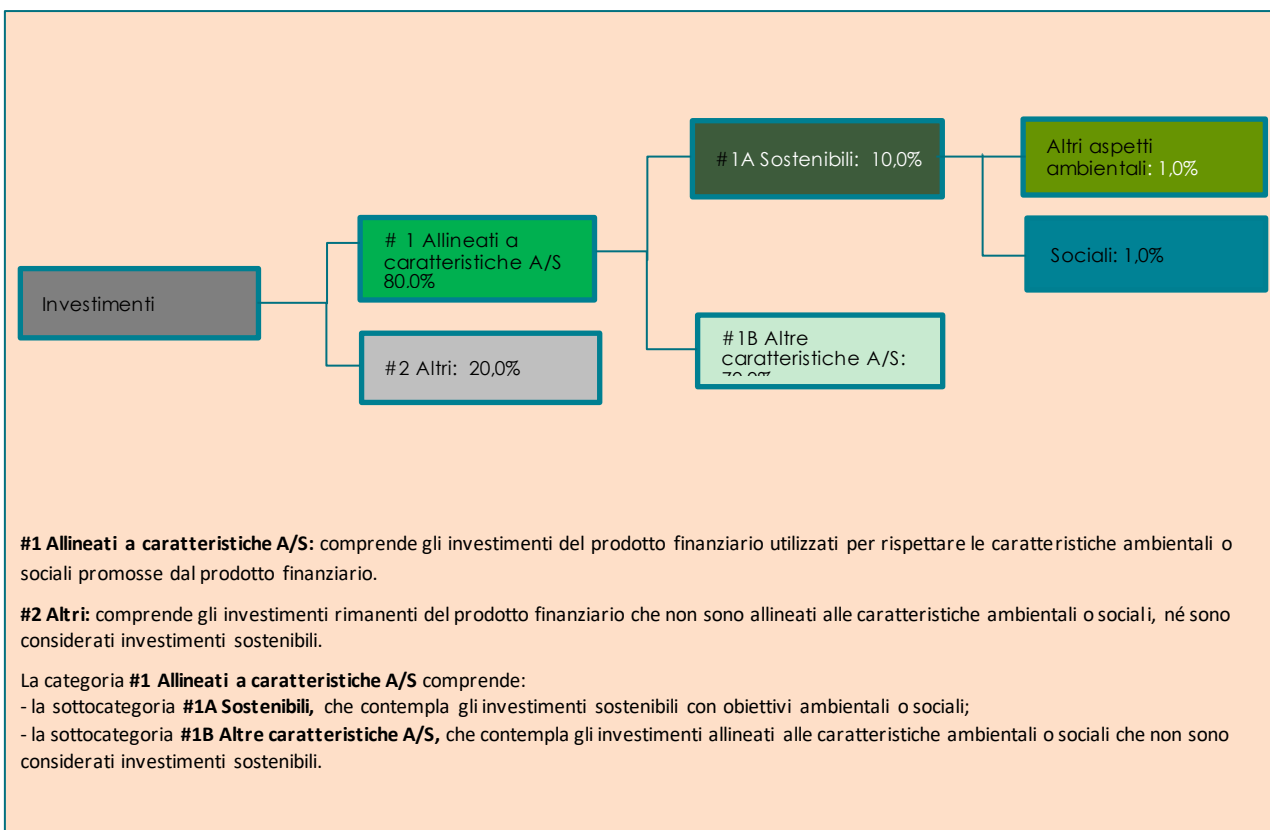 Investimenti
# 1 Allineati a
caratteristiche A/S
80.0%
#2 Altri: 20,0%
#1A Sostenibili: 10,0%
#1B Altre
caratteristiche A/S:
Altri aspetti
ambientali: 1,0%
Sociali: 1,0%
#1 Allineati a caratteristiche A/S: comprende gli investimenti del prodotto finanziario utilizzati per rispettare le caratteristiche ambientali o
sociali promosse dal prodotto finanziario.
#2 Altri: comprende gli investimenti rimanenti del prodotto finanziario che non sono allineati alle caratteristiche ambientali o sociali, né sono
considerati investimenti sostenibili.
La categoria #1 Allineati a caratteristiche A/S comprende:
- la sottocategoria #1A Sostenibili, che contempla gli investimenti sostenibili con obiettivi ambientali o sociali;
- la sottocategoria #1B Altre caratteristiche A/S, che contempla gli investimenti allineati alle caratteristiche ambientali o sociali che non sono
considerati investimenti sostenibili.